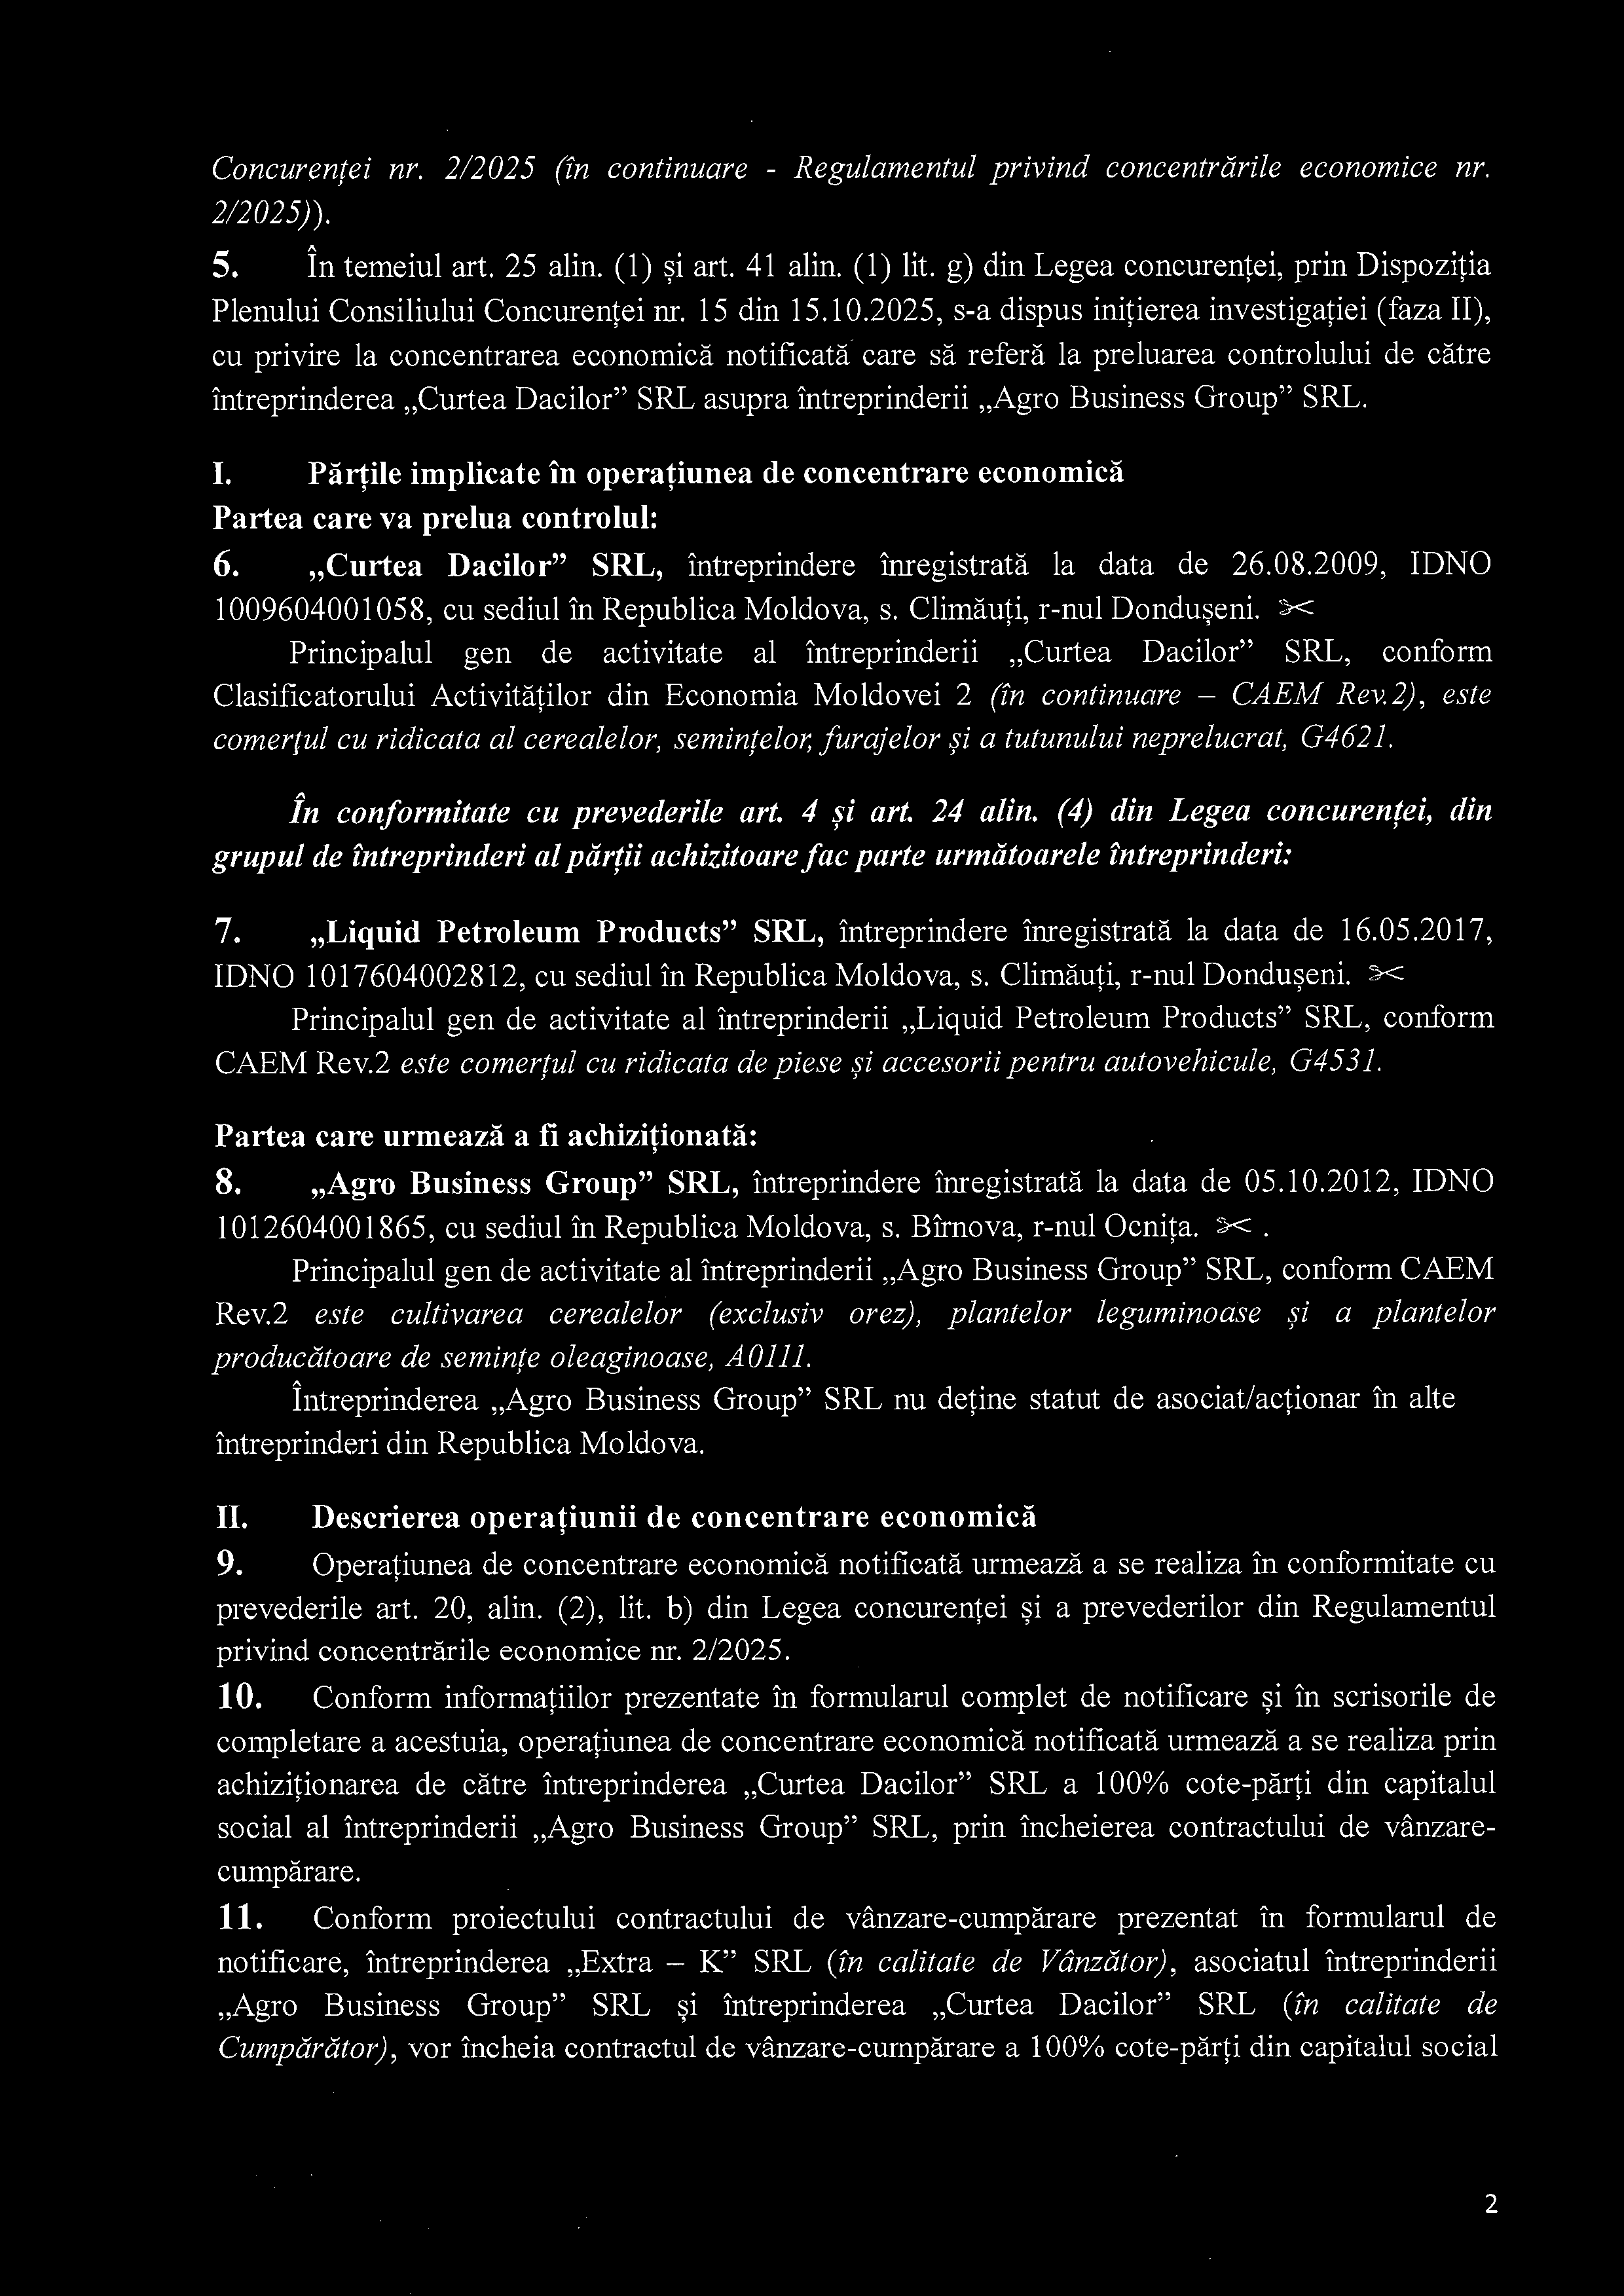 Concurenței nr. 2/2025 (în continuare - Regulamentul privind concentrările economice nr.
2/2025)).
5. În temeiul art. 25 alin. (1) și art. 41 alin. (1) lit. g) din Legea concurenței, prin Dispoziția
Plenului Consiliului Concurenței nr. 15 din 15.10.2025, s-a dispus inițierea investigației (faza II),
cu privire la concentrarea economică notificată care să referă la preluarea controlului de către
întreprinderea „Curtea Dacilor” SRL asupra întreprinderii „Agro Business Group” SRL.
I. Părțile implicate în operațiunea de concentrare economică
Partea care va prelua controlul:
6. „Curtea Dacilor” SRL, întreprindere înregistrată la data de 26.08.2009, IDNO
1009604001058, cu sediul în Republica Moldova, s. Climăuți, r-nul Dondușeni. ✂
Principalul gen de activitate al întreprinderii „Curtea Dacilor” SRL, conform
Clasificatorului Activităților din Economia Moldovei 2 (în continuare – CAEM Rev.2), este
comerțul cu ridicata al cerealelor, semințelor, furajelor și a tutunului neprelucrat, G4621.
În conformitate cu prevederile art. 4 și art. 24 alin. (4) din Legea concurenței, din
grupul de întreprinderi al părții achizitoare fac parte următoarele întreprinderi:
7. „Liquid Petroleum Products” SRL, întreprindere înregistrată la data de 16.05.2017,
IDNO 1017604002812, cu sediul în Republica Moldova, s. Climăuți, r-nul Dondușeni. ✂
Principalul gen de activitate al întreprinderii „Liquid Petroleum Products” SRL, conform
CAEM Rev.2 este comerțul cu ridicata de piese și accesorii pentru autovehicule, G4531.
Partea care urmează a fi achiziționată:
8. „Agro Business Group” SRL, întreprindere înregistrată la data de 05.10.2012, IDNO
1012604001865, cu sediul în Republica Moldova, s. Bîrnova, r-nul Ocnița. ✂ .
Principalul gen de activitate al întreprinderii „Agro Business Group” SRL, conform CAEM
Rev.2 este cultivarea cerealelor (exclusiv orez), plantelor leguminoase și a plantelor
producătoare de semințe oleaginoase, A0111.
Întreprinderea „Agro Business Group” SRL nu deține statut de asociat/acționar în alte
întreprinderi din Republica Moldova.
II. Descrierea operațiunii de concentrare economică
9. Operațiunea de concentrare economică notificată urmează a se realiza în conformitate cu
prevederile art. 20, alin. (2), lit. b) din Legea concurenței și a prevederilor din Regulamentul
privind concentrările economice nr. 2/2025.
10. Conform informațiilor prezentate în formularul complet de notificare și în scrisorile de
completare a acestuia, operațiunea de concentrare economică notificată urmează a se realiza prin
achiziționarea de către întreprinderea „Curtea Dacilor” SRL a 100% cote-părți din capitalul
social al întreprinderii „Agro Business Group” SRL, prin încheierea contractului de vânzare-
cumpărare.
11. Conform proiectului contractului de vânzare-cumpărare prezentat în formularul de
notificare, întreprinderea „Extra – K” SRL (în calitate de Vânzător), asociatul întreprinderii
„Agro Business Group” SRL și întreprinderea „Curtea Dacilor” SRL (în calitate de
Cumpărător), vor încheia contractul de vânzare-cumpărare a 100% cote-părți din capitalul social
2